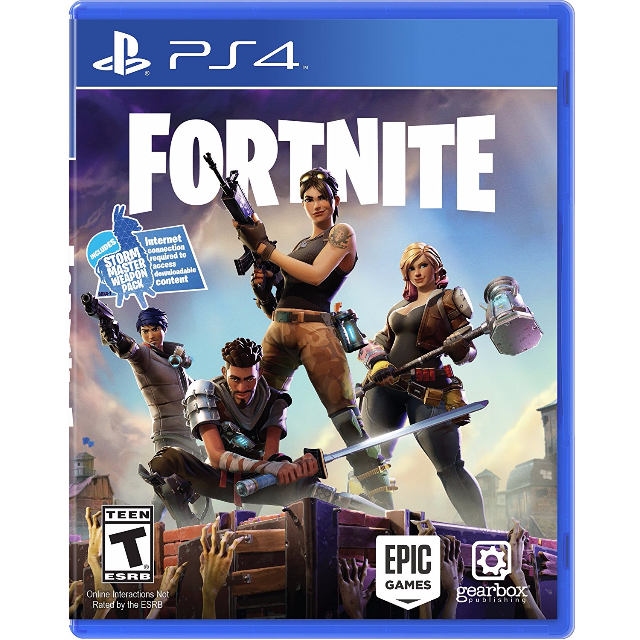 PS4
FORTNITE
INCLUDES
STORM
MASTER
WEAPON
PACK
Internet
connection
required to
access
downloadable
content
TEEN
T
ESRB
Online Interactions Not
Rated by the ESRB
EPIC
GAMES
gearbox
publishing